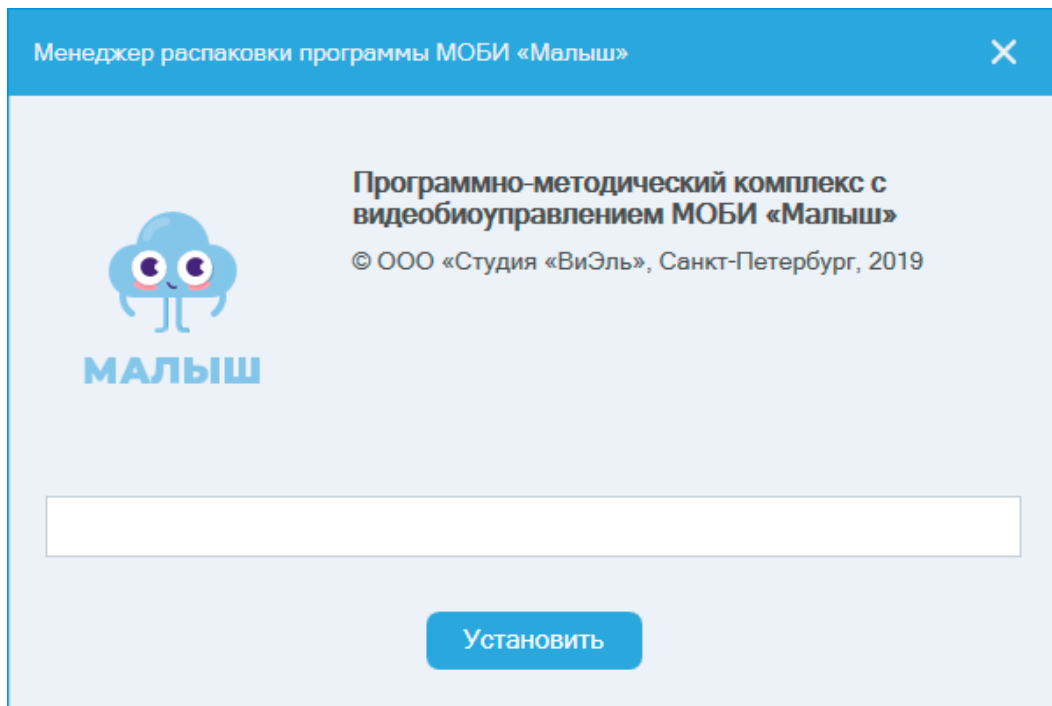 Менеджер распаковки программы МОБИ «Малыш»
Программно-методический комплекс с
видеобиоуправлением МОБИ «Малыш»
© ООО «Студия «ВиЭль», Санкт-Петербург, 2019
МАЛЫШ
Установить